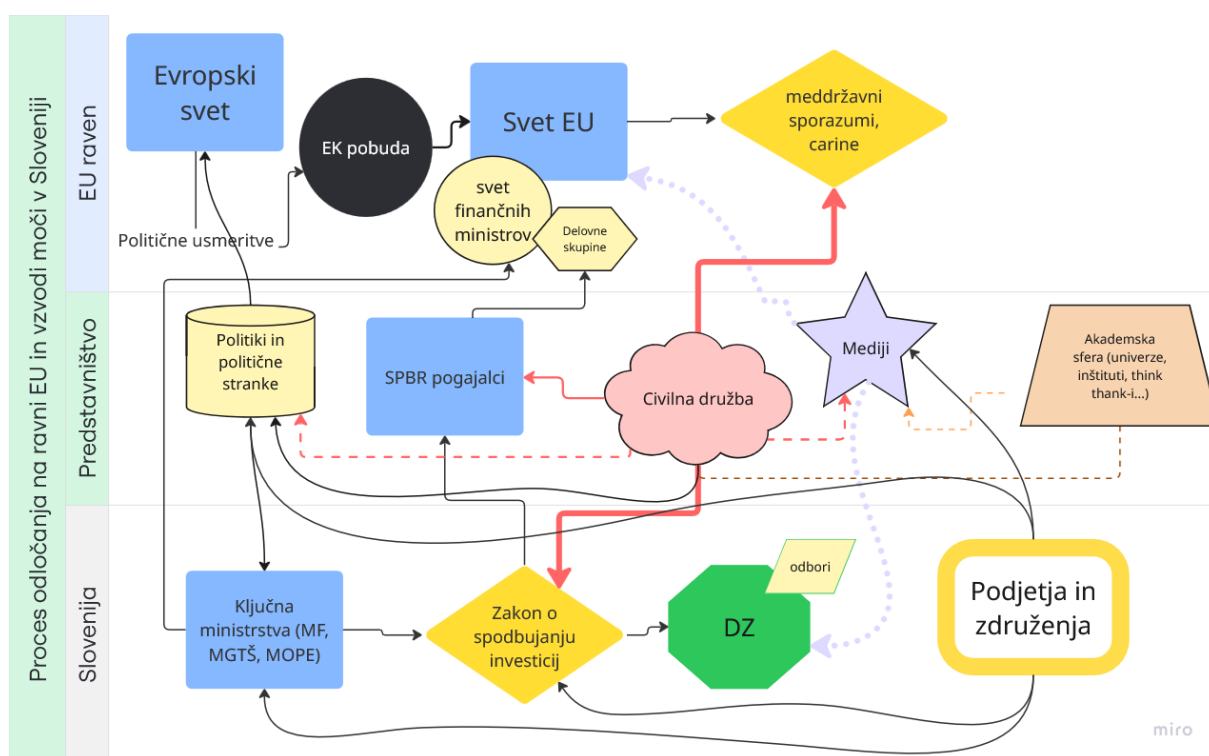 Proces odločanja na ravni EU in vzvodi moči v Sloveniji
EU raven
Evropski
svet
EK pobuda
Svet EU
meddržavni
sporazumi,
carine
svet
finančnih
ministrov
Delovne
skupine
Politične usmeritve
Predstavništvo
Politiki in
politične
stranke
SPBR pogajalci
Civilna družba
Mediji
Akademska
sfera (univerze,
inštituti, think
thank-i...)
Slovenija
Ključna
ministrstva (MF,
MGTŠ, MOPE)
Zakon o
spodbujanju
investicij
DZ
odbori
Podjetja in
združenja
miro